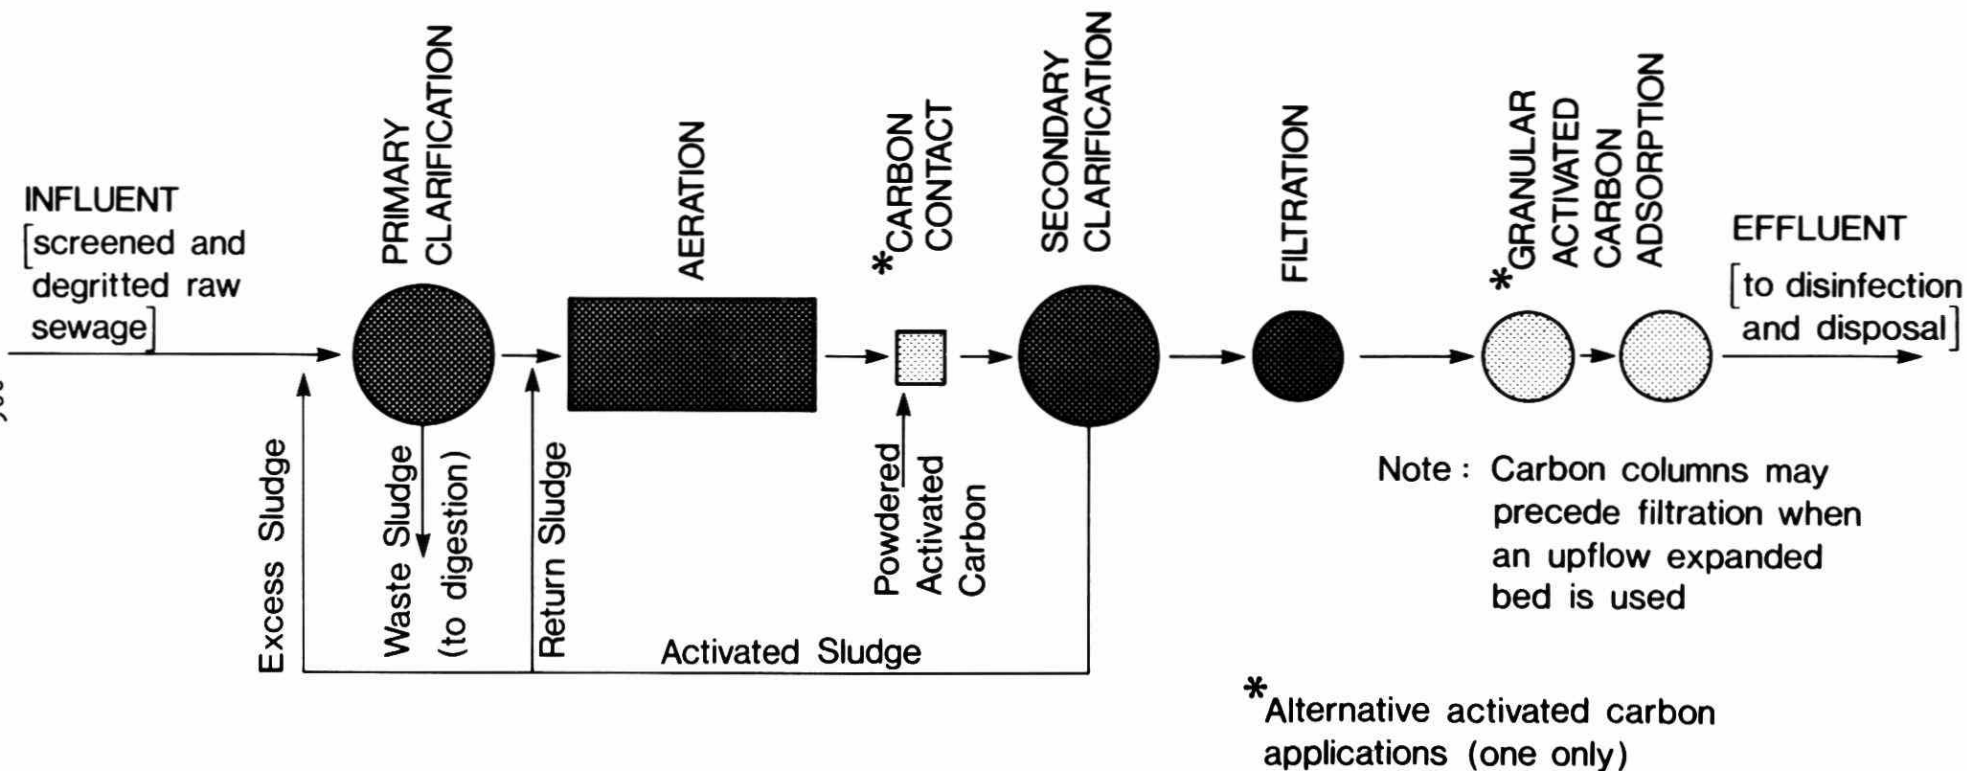 INFLUENT
[screened and
degritted raw
sewage]
PRIMARY
CLARIFICATION
AERATION
*CARBON
CONTACT
SECONDARY
CLARIFICATION
FILTRATION
*GRANULAR
ACTIVATED
CARBON
ADSORPTION
EFFLUENT
[to disinfection
and disposal]
Excess Sludge
Waste Sludge
(to digestion)
Return Sludge
Activated Sludge
Powdered
Activated
Carbon
Note : Carbon columns may
precede filtration when
an upflow expanded
bed is used
*Alternative activated carbon
applications (one only)